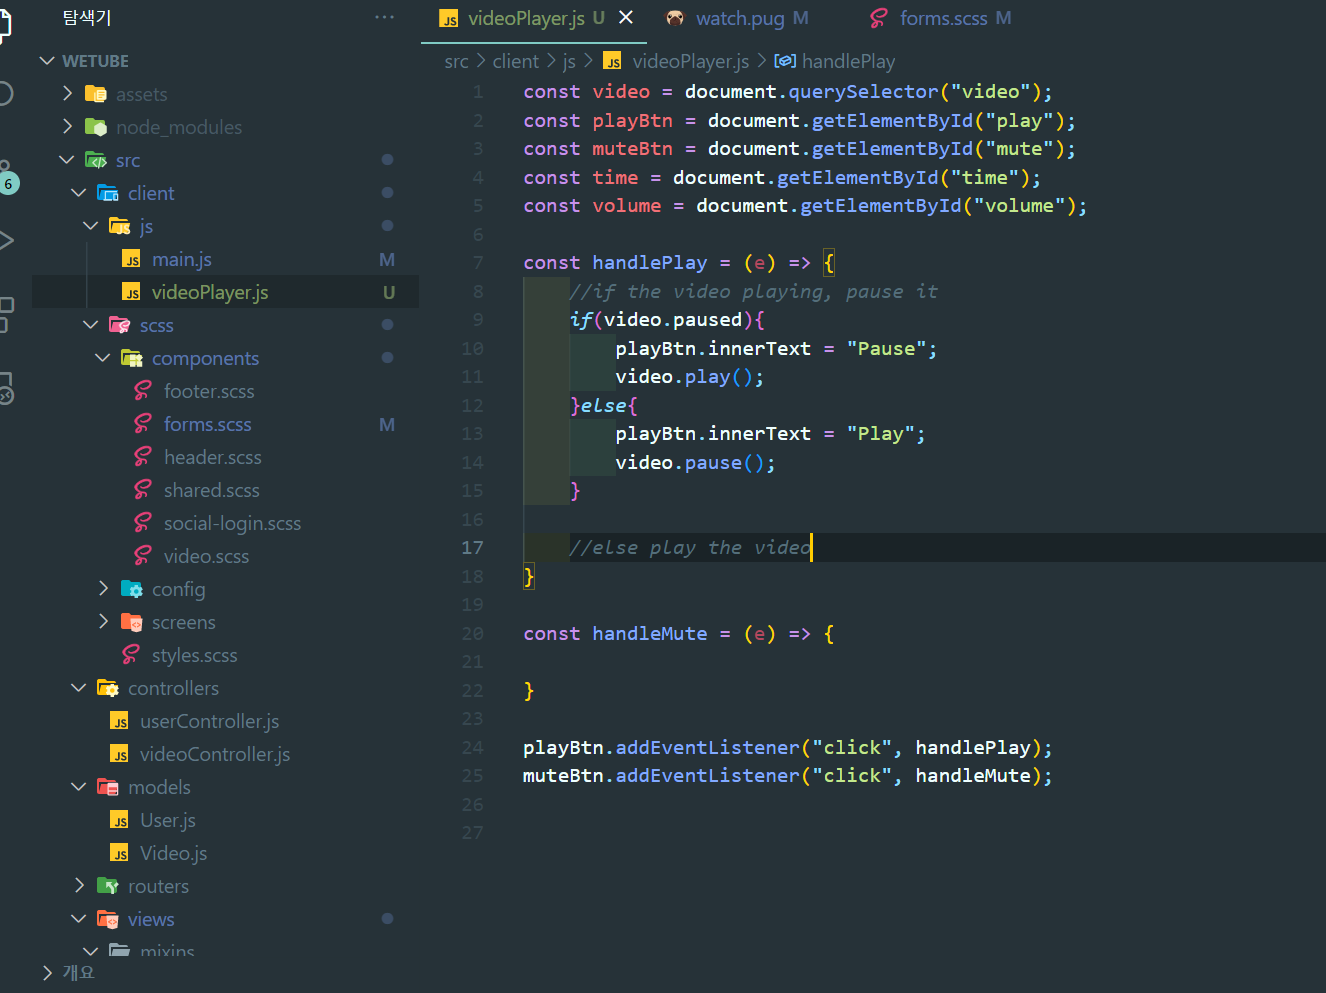 탐색기 ···
WETUBE
assets
node_modules
src
client
js
main.js M
videoPlayer.js U
scss
components
footer.scss
forms.scss M
header.scss
shared.scss
social-login.scss
video.scss
config
screens
styles.scss
controllers
userController.js
videoController.js
models
User.js
Video.js
routers
views
mixins
개요
6
JS videoPlayer.js U × watch.pug M forms.scss M
src > client > js > JS videoPlayer.js > handlePlay
1 const video = document.querySelector("video");
2 const playBtn = document.getElementById("play");
3 const muteBtn = document.getElementById("mute");
4 const time = document.getElementById("time");
5 const volume = document.getElementById("volume");
6
7 const handlePlay = (e) => {
8 //if the video playing, pause it
9 if(video.paused){
10 playBtn.innerText = "Pause";
11 video.play();
12 }else{
13 playBtn.innerText = "Play";
14 video.pause();
15 }
16
17 //else play the video
18 }
19
20 const handleMute = (e) => {
21
22 }
23
24 playBtn.addEventListener("click", handlePlay);
25 muteBtn.addEventListener("click", handleMute);
26
27